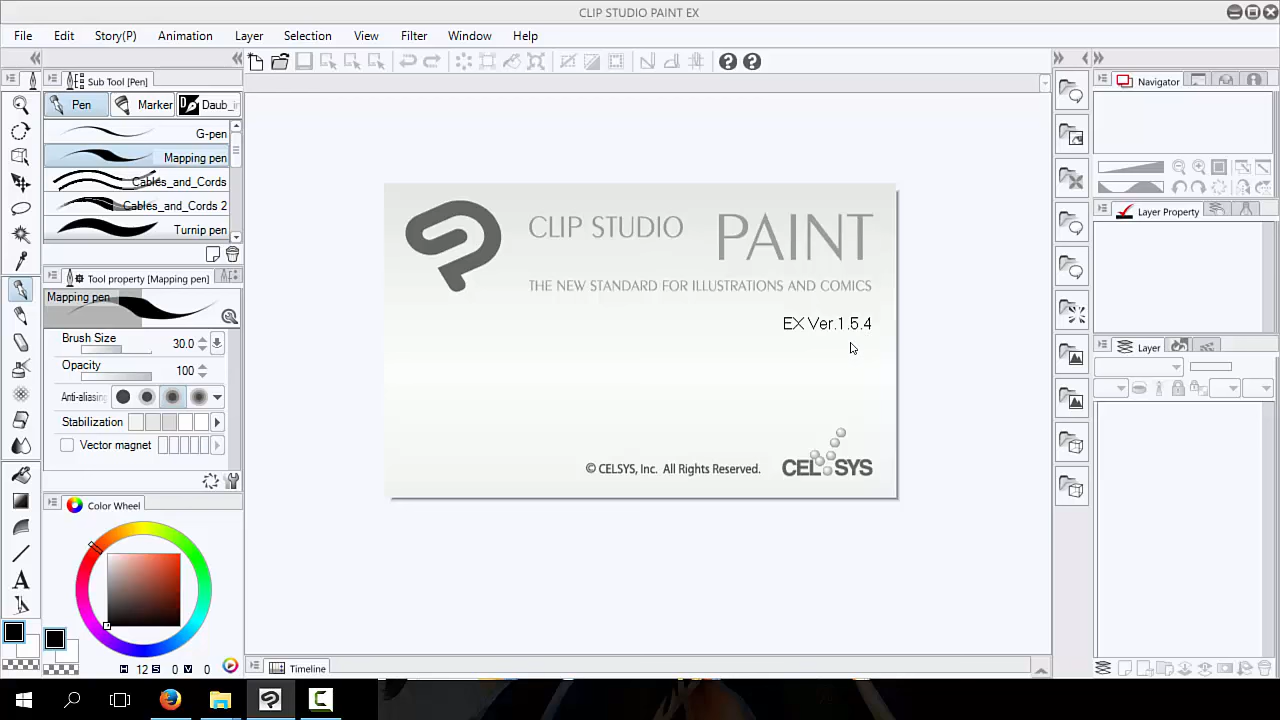 CLIP STUDIO PAINT EX
File Edit Story(P) Animation Layer Selection View Filter Window Help
Sub Tool [Pen]
Pen Marker
G-pen
Mapping pen
Cables_and_Cords
Cables_and_Cords 2
Turnip pen
Tool property [Mapping pen]
Mapping pen
Brush Size 30.0
Opacity 100
Anti-aliasing
Stabilization
Vector magnet
Color Wheel
H 12 S 0 V 0
CLIP STUDIO PAINT
THE NEW STANDARD FOR ILLUSTRATIONS AND COMICS
EX Ver.1.5.4
© CELSYS, Inc. All Rights Reserved.
CELSYS
Timeline
Navigator
Layer Property
Layer